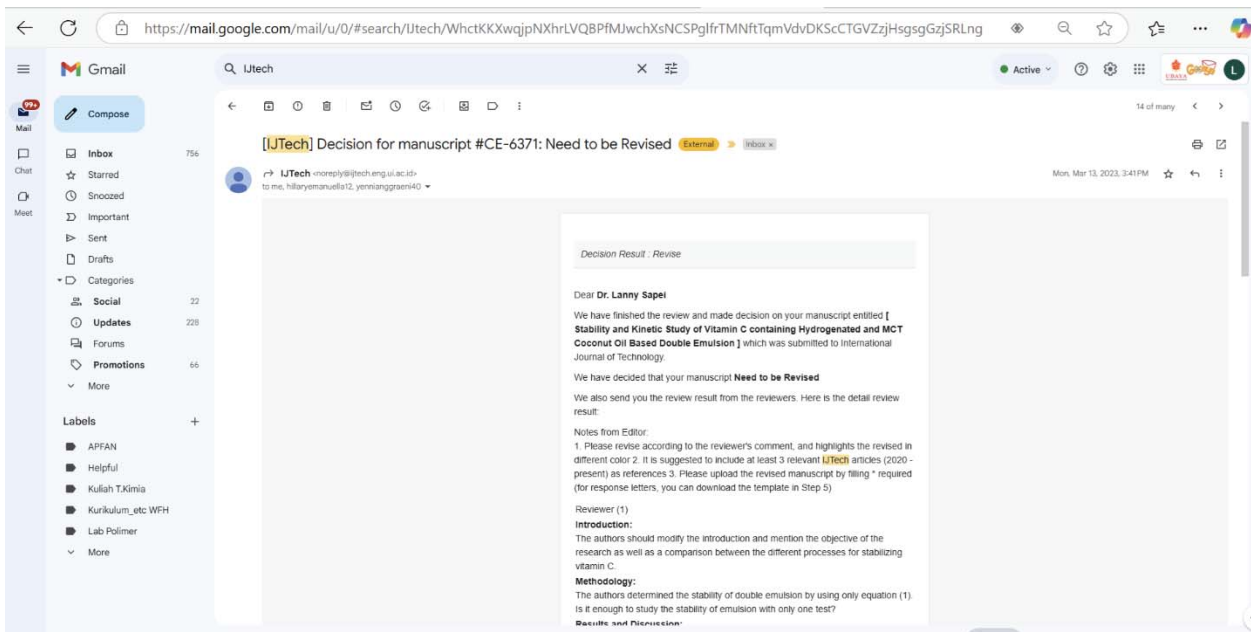 https://mail.google.com/mail/u/0/#search/IJtech/WhctKKXwqjpNXhrLVQBPfMJwchXsNCSPglfrTMNftTqmVdvDKScCTGVZzjHsgsgGzjSRLng
Gmail
IJtech
Active
UBAYA
L
99+
Mail
Chat
Meet
Compose
Inbox 756
Starred
Snoozed
Important
Sent
Drafts
Categories
Social 22
Updates 228
Forums
Promotions 66
More
Labels +
APFAN
Helpful
Kuliah T.Kimia
Kurikulum_etc WFH
Lab Polimer
More
14 of many
[IJTech] Decision for manuscript #CE-6371: Need to be Revised External Inbox x
IJTech <noreply@ijtech.eng.ui.ac.id>
Mon, Mar 13, 2023, 3:41 PM
to me, hillaryemanuella12, yennianggraeni40
Decision Result : Revise
Dear Dr. Lanny Sapei
We have finished the review and made decision on your manuscript entitled [
Stability and Kinetic Study of Vitamin C containing Hydrogenated and MCT
Coconut Oil Based Double Emulsion ] which was submitted to International
Journal of Technology.
We have decided that your manuscript Need to be Revised
We also send you the review result from the reviewers. Here is the detail review
result:
Notes from Editor:
1. Please revise according to the reviewer's comment, and highlights the revised in
different color 2. It is suggested to include at least 3 relevant IJTech articles (2020 -
present) as references 3. Please upload the revised manuscript by filling * required
(for response letters, you can download the template in Step 5)
Reviewer (1)
Introduction:
The authors should modify the introduction and mention the objective of the
research as well as a comparison between the different processes for stabilizing
vitamin C.
Methodology:
The authors determined the stability of double emulsion by using only equation (1).
Is it enough to study the stability of emulsion with only one test?
Results and Discussion: